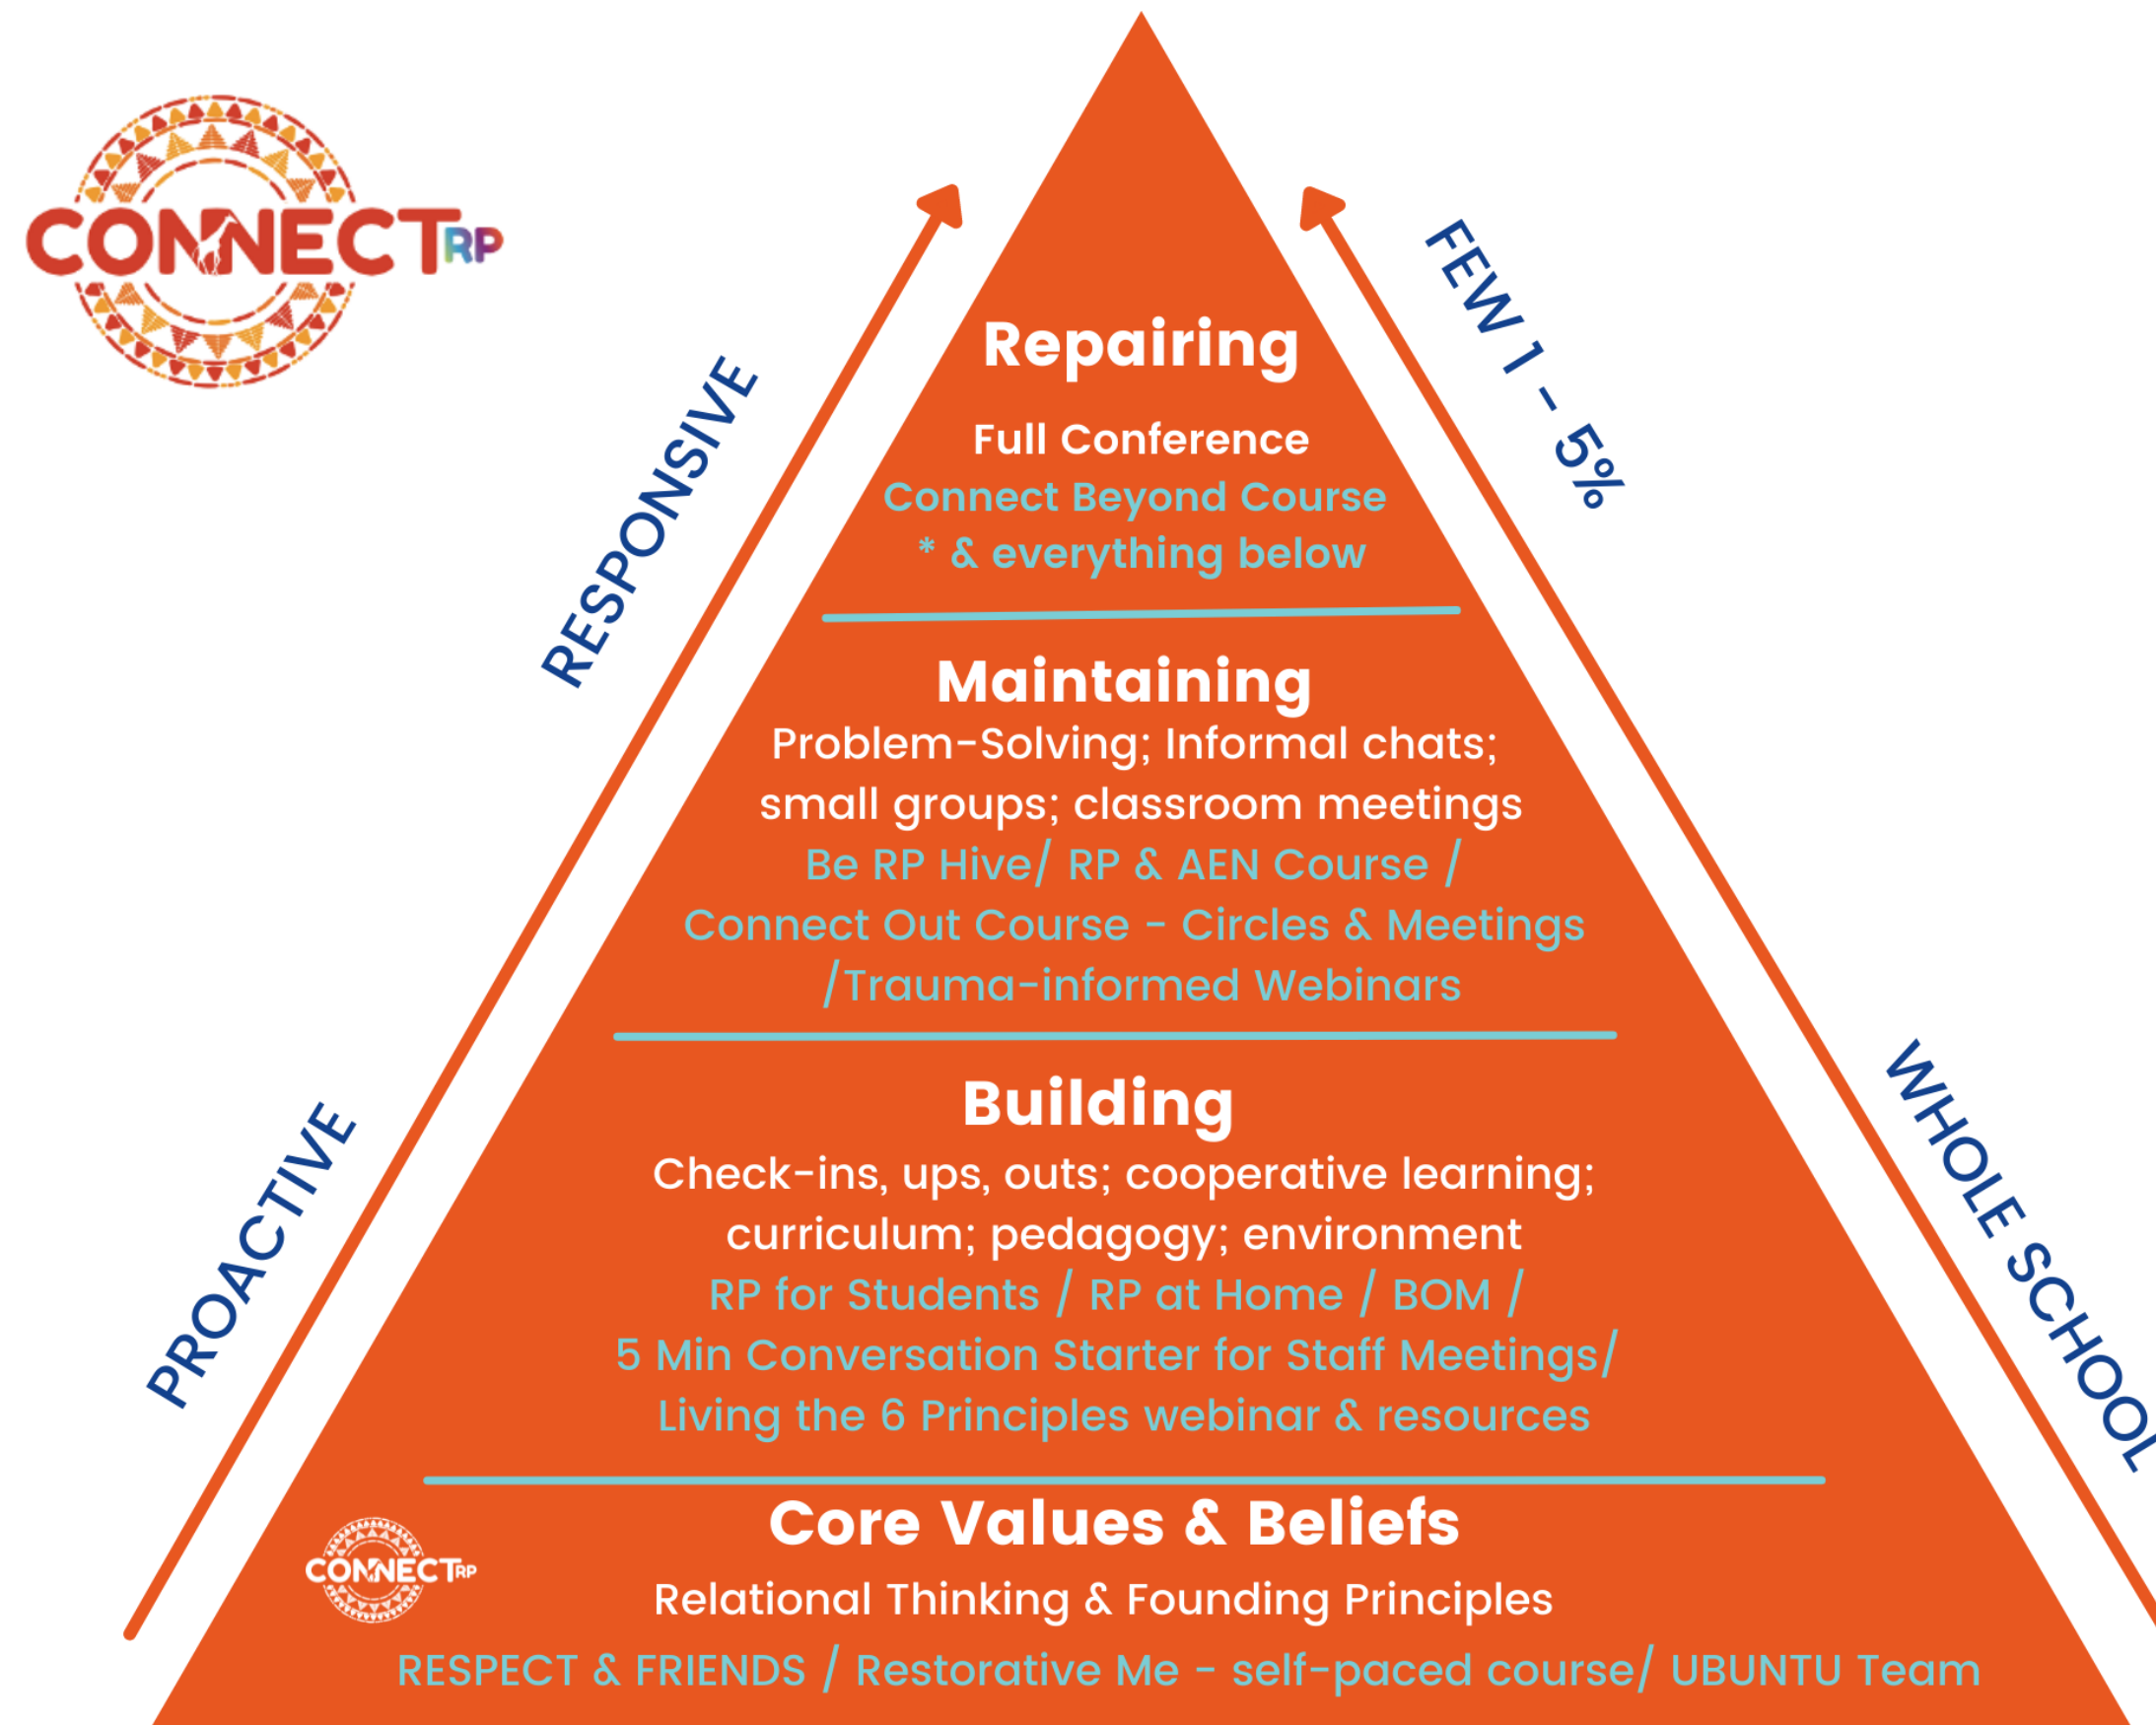 CONNECTRP
RESPONSIVE
PROACTIVE
FEW 1 - 5%
WHOLE SCHOOL
Repairing
Full Conference
Connect Beyond Course
* & everything below
Maintaining
Problem-Solving; Informal chats;
small groups; classroom meetings
Be RP Hive/ RP & AEN Course /
Connect Out Course - Circles & Meetings
/Trauma-informed Webinars
Building
Check-ins, ups, outs; cooperative learning;
curriculum; pedagogy; environment
RP for Students / RP at Home / BOM /
5 Min Conversation Starter for Staff Meetings/
Living the 6 Principles webinar & resources
Core Values & Beliefs
CONNECTRP
Relational Thinking & Founding Principles
RESPECT & FRIENDS / Restorative Me - self-paced course/ UBUNTU Team